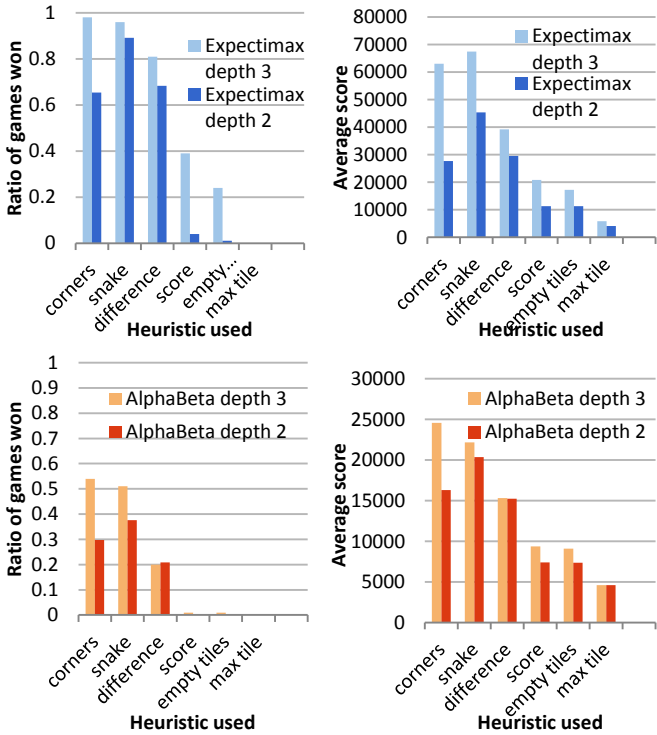 Ratio of games won
1
0.8
0.6
0.4
0.2
0
Expectimax
depth 3
Expectimax
depth 2
corners
snake
difference
score
empty...
max tile
Heuristic used
Average score
80000
70000
60000
50000
40000
30000
20000
10000
0
Expectimax
depth 3
Expectimax
depth 2
corners
snake
difference
score
empty tiles
max tile
Heuristic used
Ratio of games won
1
0.9
0.8
0.7
0.6
0.5
0.4
0.3
0.2
0.1
0
AlphaBeta depth 3
AlphaBeta depth 2
corners
snake
difference
score
empty tiles
max tile
Heuristic used
Average score
30000
25000
20000
15000
10000
5000
0
AlphaBeta depth 3
AlphaBeta depth 2
corners
snake
difference
score
empty tiles
max tile
Heuristic used